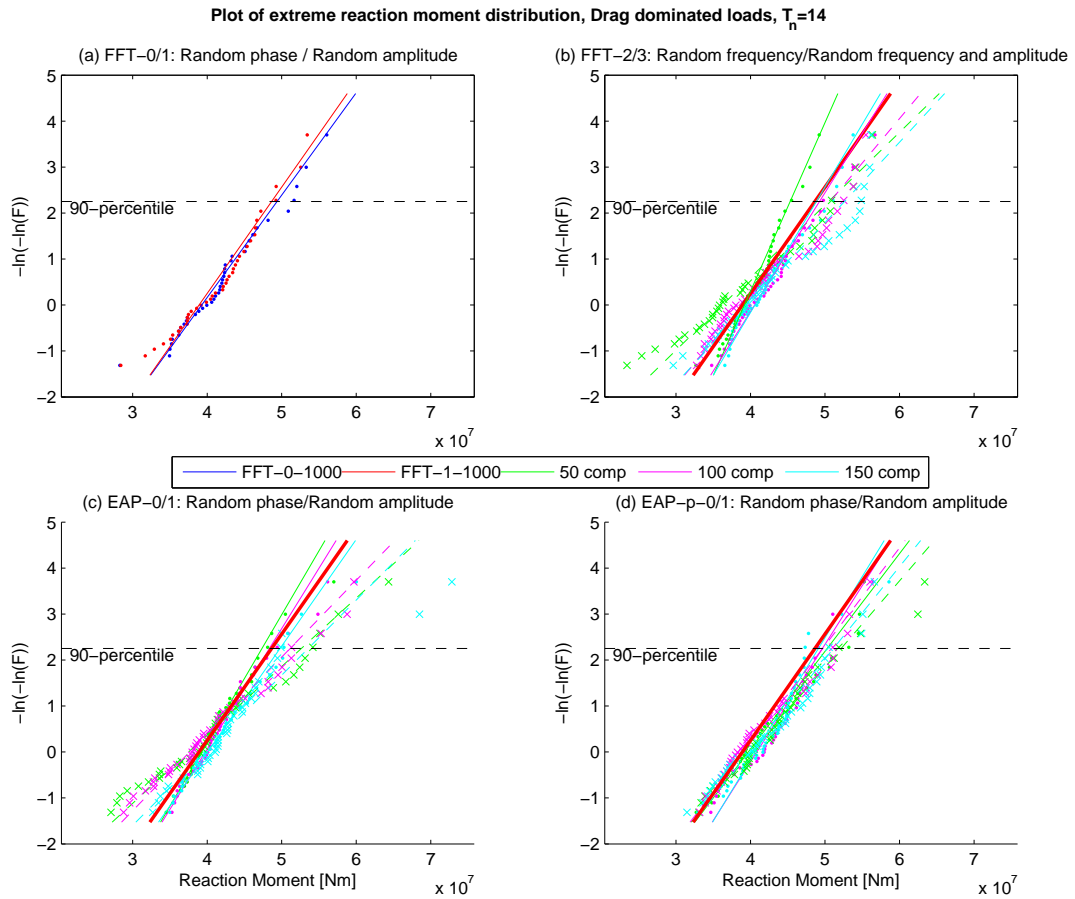 Plot of extreme reaction moment distribution, Drag dominated loads, Tn=14
(a) FFT−0/1: Random phase / Random amplitude
(b) FFT−2/3: Random frequency/Random frequency and amplitude
5
4
3
2
1
0
−1
−2
−ln(−ln(F))
90−percentile
3 4 5 6 7
x 10^7
5
4
3
2
1
0
−1
−2
−ln(−ln(F))
90−percentile
3 4 5 6 7
x 10^7
FFT−0−1000 FFT−1−1000 50 comp 100 comp 150 comp
(c) EAP−0/1: Random phase/Random amplitude
(d) EAP−p−0/1: Random phase/Random amplitude
5
4
3
2
1
0
−1
−2
−ln(−ln(F))
90−percentile
3 4 5 6 7
Reaction Moment [Nm]
x 10^7
5
4
3
2
1
0
−1
−2
−ln(−ln(F))
90−percentile
3 4 5 6 7
Reaction Moment [Nm]
x 10^7